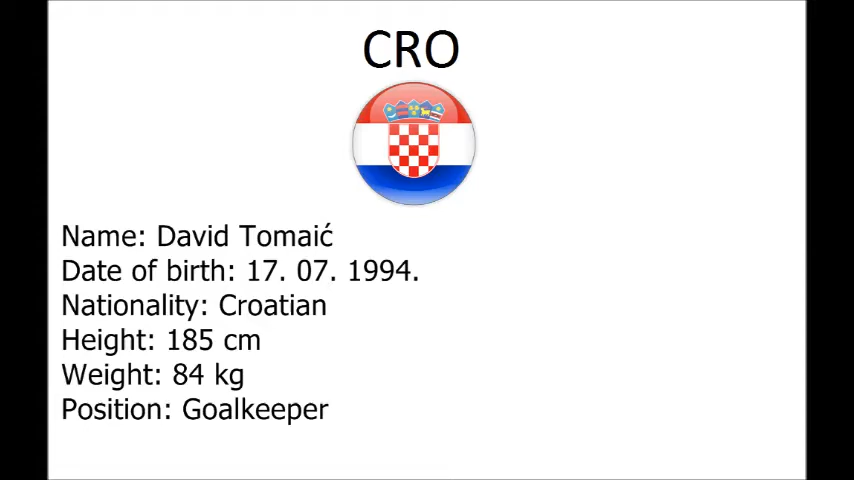 CRO
Name: David Tomaić
Date of birth: 17. 07. 1994.
Nationality: Croatian
Height: 185 cm
Weight: 84 kg
Position: Goalkeeper